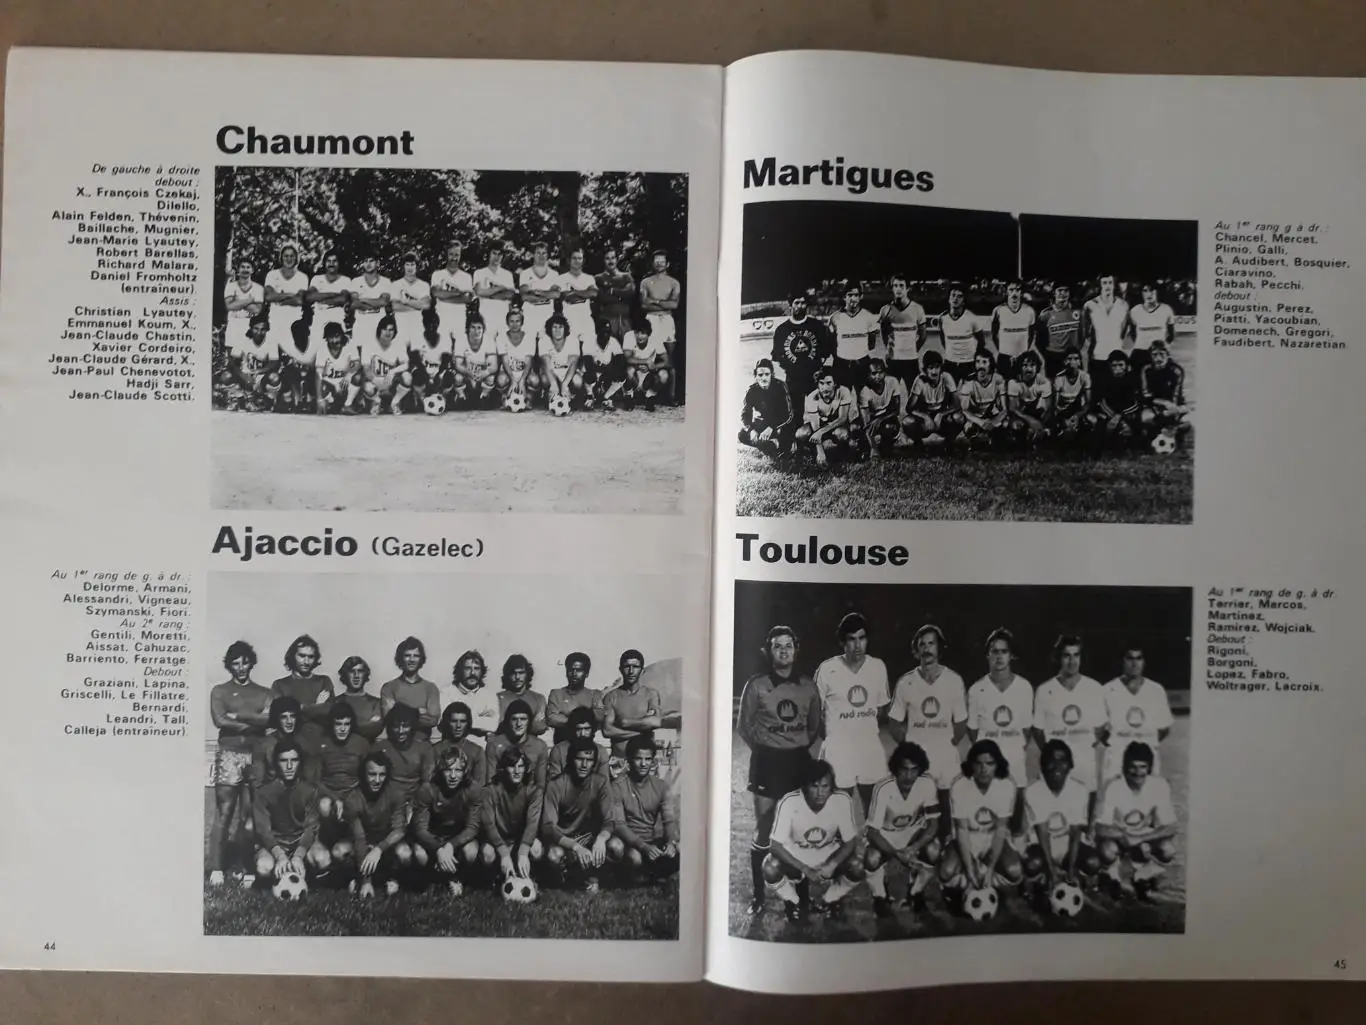 Chaumont
De gauche à droite
debout :
X., François Czekaj,
Dilello,
Alain Felden, Thévenin,
Baillache, Mugnier,
Jean-Marie Lyautey,
Robert Barellas,
Richard Malara,
Daniel Fromholtz
(entraîneur).
Assis :
Christian Lyautey,
Emmanuel Koum, X.,
Jean-Claude Chastin,
Xavier Cordeiro,
Jean-Claude Gérard, X.,
Jean-Paul Chenevotot,
Hadji Sarr,
Jean-Claude Scotti.
Ajaccio (Gazelec)
Au 1er rang de g. à dr. :
Delorme, Armani,
Alessandri, Vigneau,
Szymanski, Fiori.
Au 2e rang :
Gentili, Moretti,
Aissat, Cahuzac,
Barriento, Ferratge.
Debout :
Graziani, Lapina,
Griscelli, Le Fillatre,
Bernardi,
Leandri, Tall,
Calleja (entraineur).
44
Martigues
Au 1er rang g à dr. :
Chancel, Mercet,
Plinio, Galli,
A. Audibert, Bosquier,
Ciaravino,
Rabah, Pecchi.
debout :
Augustin, Perez,
Piatti, Yacoubian,
Domenech, Gregori,
Faudibert, Nazaretian.
Toulouse
Au 1er rang de g. à dr.
Terrier, Marcos,
Martinez,
Ramirez, Wojciak.
Debout :
Rigoni,
Borgoni,
Lopez, Fabro,
Woltrager, Lacroix.
sud radio
sud radio
45